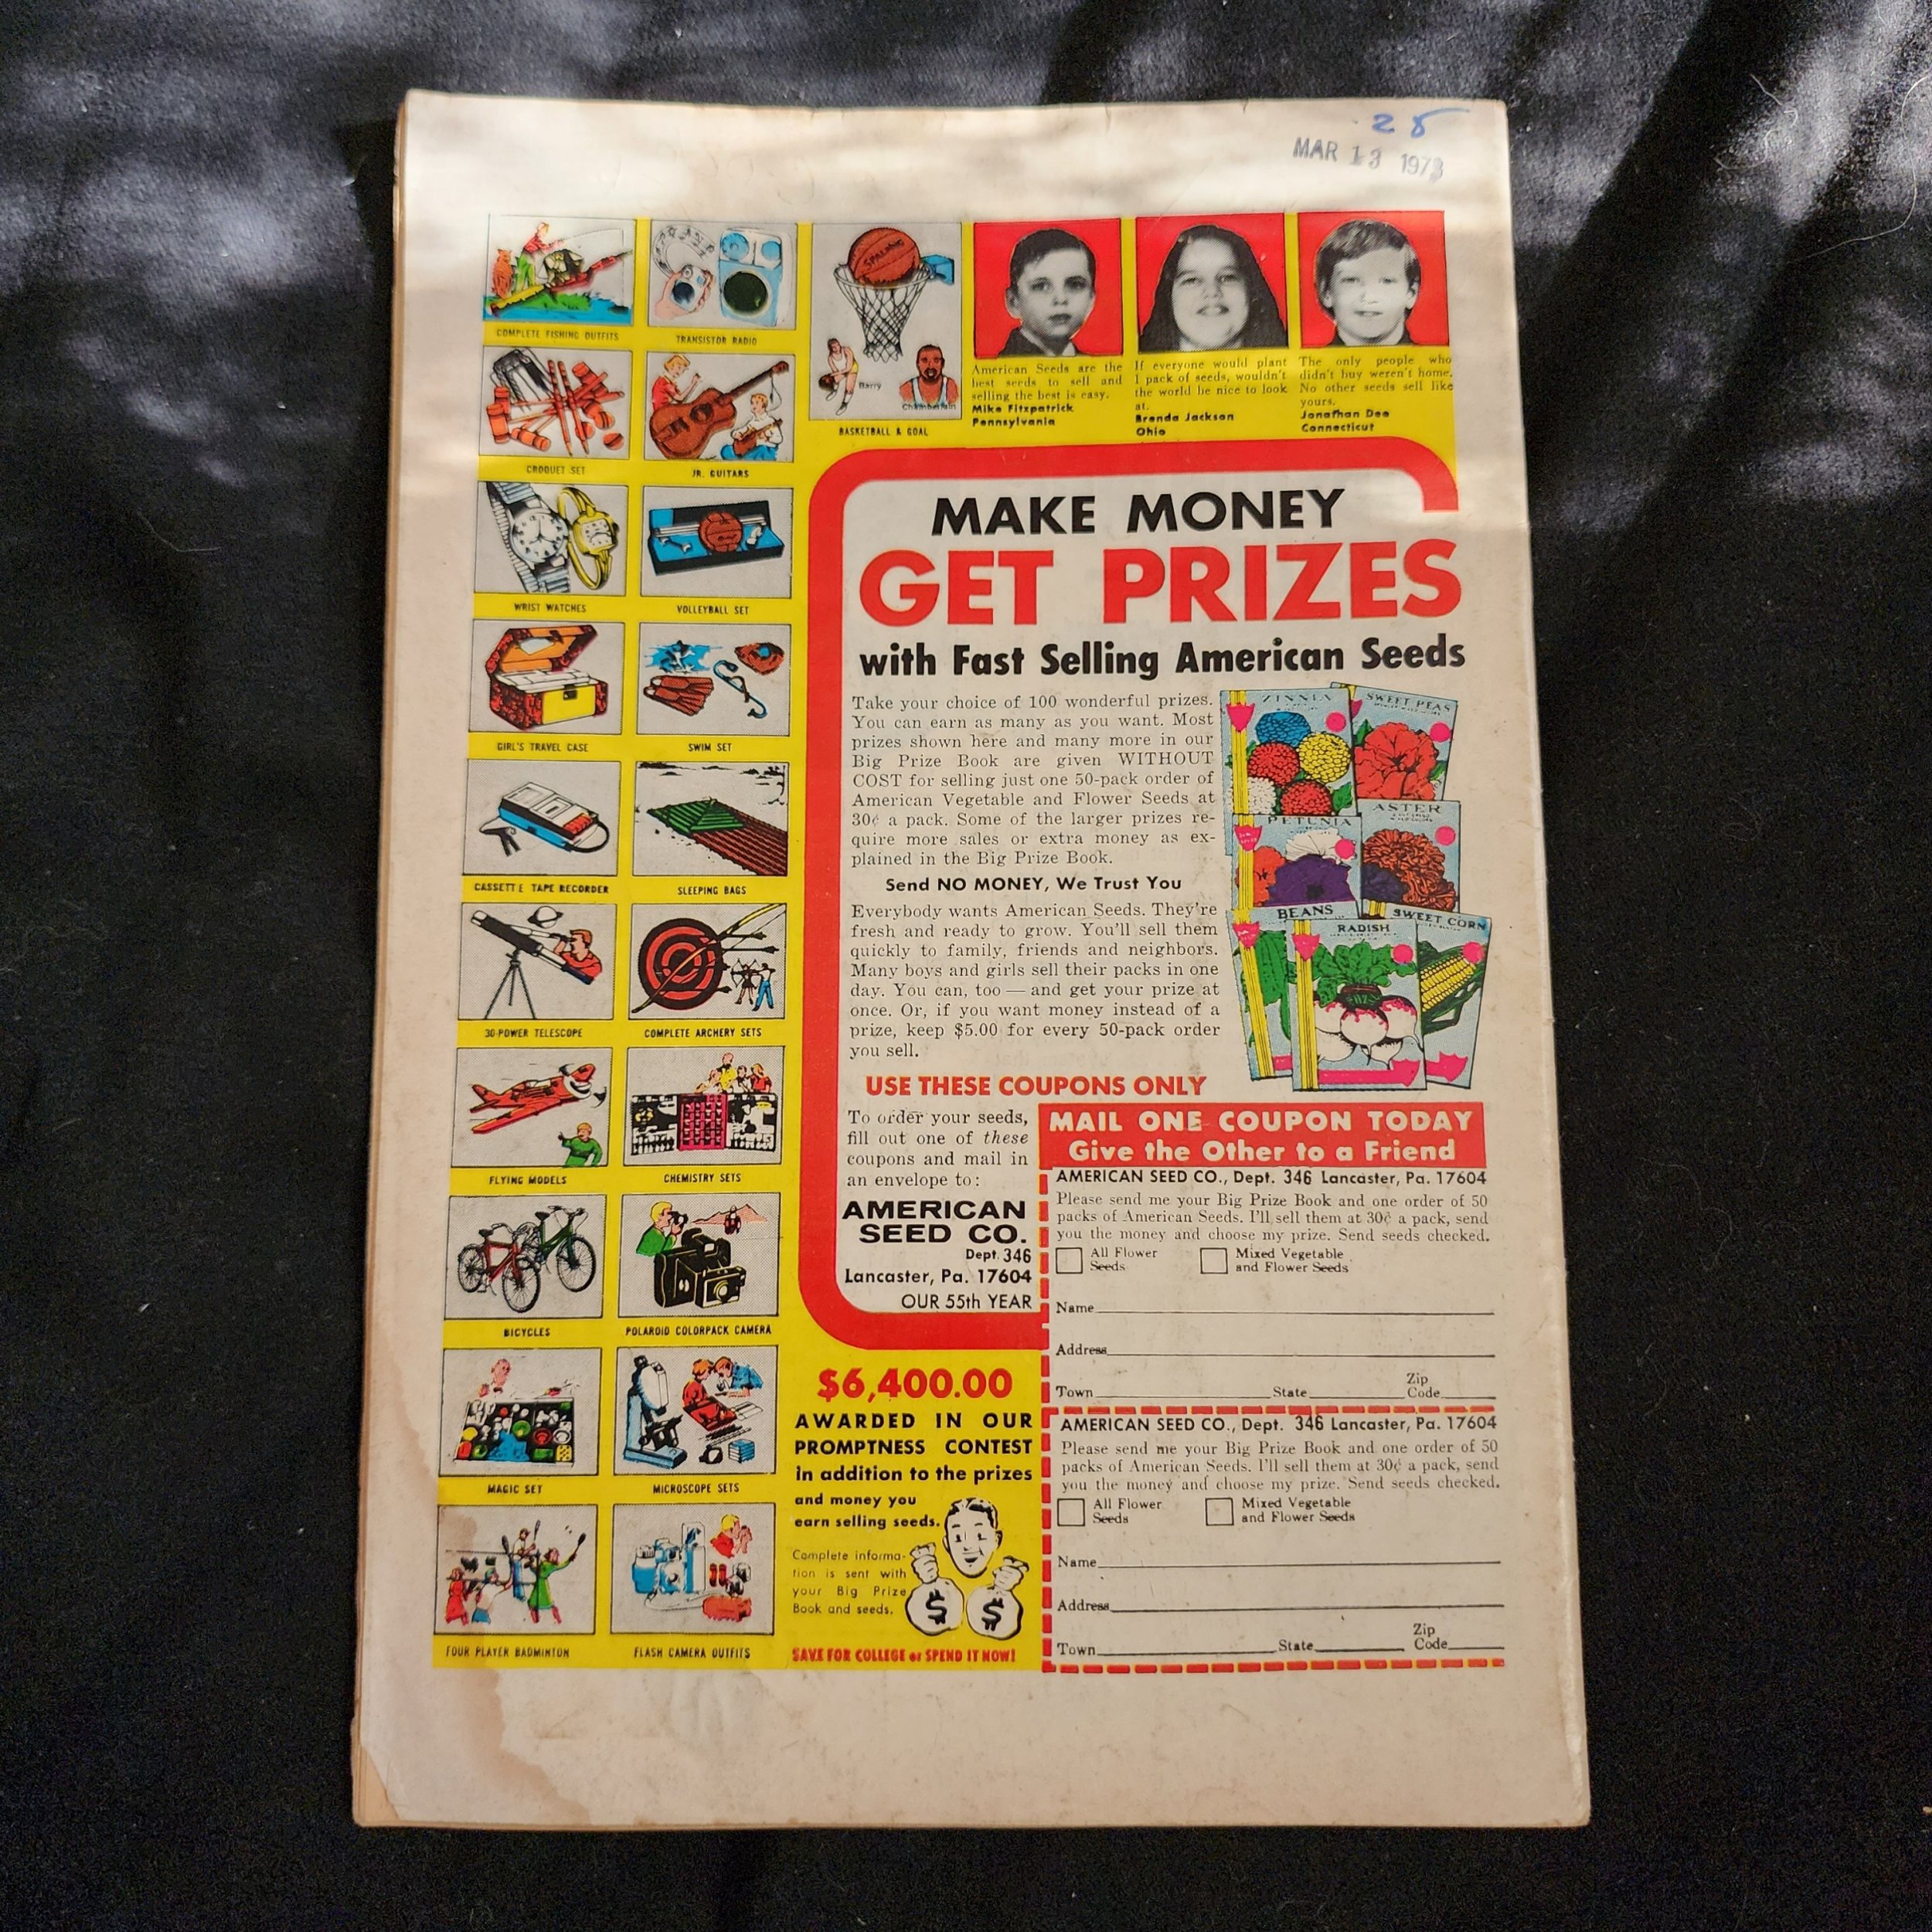 28
MAR 13 1973
COMPLETE FISHING OUTFITS
TRANSISTOR RADIO
SPALDING
Barry
Chamberlain
BASKETBALL & GOAL
American Seeds are the
best seeds to sell and
selling the best is easy.
Mike Fitzpatrick
Pennsylvania
If everyone would plant
1 pack of seeds, wouldn't
the world be nice to look
at.
Brenda Jackson
Ohio
The only people who
didn't buy weren't home.
No other seeds sell like
yours.
Jonathan Dee
Connecticut
CROQUET SET
JR. GUITARS
WRIST WATCHES
VOLLEYBALL SET
GIRL'S TRAVEL CASE
SWIM SET
CASSETTE TAPE RECORDER
SLEEPING BAGS
30-POWER TELESCOPE
COMPLETE ARCHERY SETS
FLYING MODELS
CHEMISTRY SETS
BICYCLES
POLAROID COLORPACK CAMERA
MAGIC SET
MICROSCOPE SETS
FOUR PLAYER BADMINTON
FLASH CAMERA OUTFITS
MAKE MONEY
GET PRIZES
with Fast Selling American Seeds
Take your choice of 100 wonderful prizes.
You can earn as many as you want. Most
prizes shown here and many more in our
Big Prize Book are given WITHOUT
COST for selling just one 50-pack order of
American Vegetable and Flower Seeds at
30¢ a pack. Some of the larger prizes re-
quire more sales or extra money as ex-
plained in the Big Prize Book.
Send NO MONEY, We Trust You
Everybody wants American Seeds. They're
fresh and ready to grow. You'll sell them
quickly to family, friends and neighbors.
Many boys and girls sell their packs in one
day. You can, too — and get your prize at
once. Or, if you want money instead of a
prize, keep $5.00 for every 50-pack order
you sell.
ZINNIA
SWEET PEAS
PETUNIA
ASTER
BEANS
RADISH
SWEET CORN
USE THESE COUPONS ONLY
To order your seeds,
fill out one of these
coupons and mail in
an envelope to:
AMERICAN
SEED CO.
Dept. 346
Lancaster, Pa. 17604
OUR 55th YEAR
MAIL ONE COUPON TODAY
Give the Other to a Friend
AMERICAN SEED CO., Dept. 346 Lancaster, Pa. 17604
Please send me your Big Prize Book and one order of 50
packs of American Seeds. I'll sell them at 30¢ a pack, send
you the money and choose my prize. Send seeds checked.
All Flower
Seeds
Mixed Vegetable
and Flower Seeds
Name
Address
Town State Zip Code
AMERICAN SEED CO., Dept. 346 Lancaster, Pa. 17604
Please send me your Big Prize Book and one order of 50
packs of American Seeds. I'll sell them at 30¢ a pack, send
you the money and choose my prize. Send seeds checked.
All Flower
Seeds
Mixed Vegetable
and Flower Seeds
Name
Address
Town State Zip Code
$6,400.00
AWARDED IN OUR
PROMPTNESS CONTEST
in addition to the prizes
and money you
earn selling seeds.
Complete informa-
tion is sent with
your Big Prize
Book and seeds.
$ $
SAVE FOR COLLEGE or SPEND IT NOW!